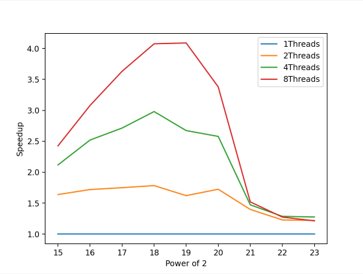 1Threads
2Threads
4Threads
8Threads
4.0
3.5
3.0
2.5
2.0
1.5
1.0
Speedup
15 16 17 18 19 20 21 22 23
Power of 2